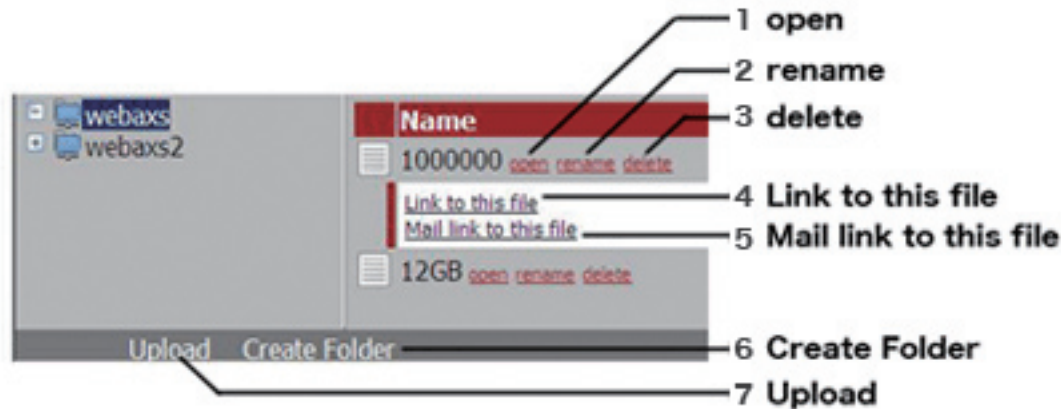 1 open
2 rename
3 delete
4 Link to this file
5 Mail link to this file
6 Create Folder
7 Upload
webaxs
webaxs2
Name
1000000 open rename delete
Link to this file
Mail link to this file
12GB open rename delete
Upload Create Folder